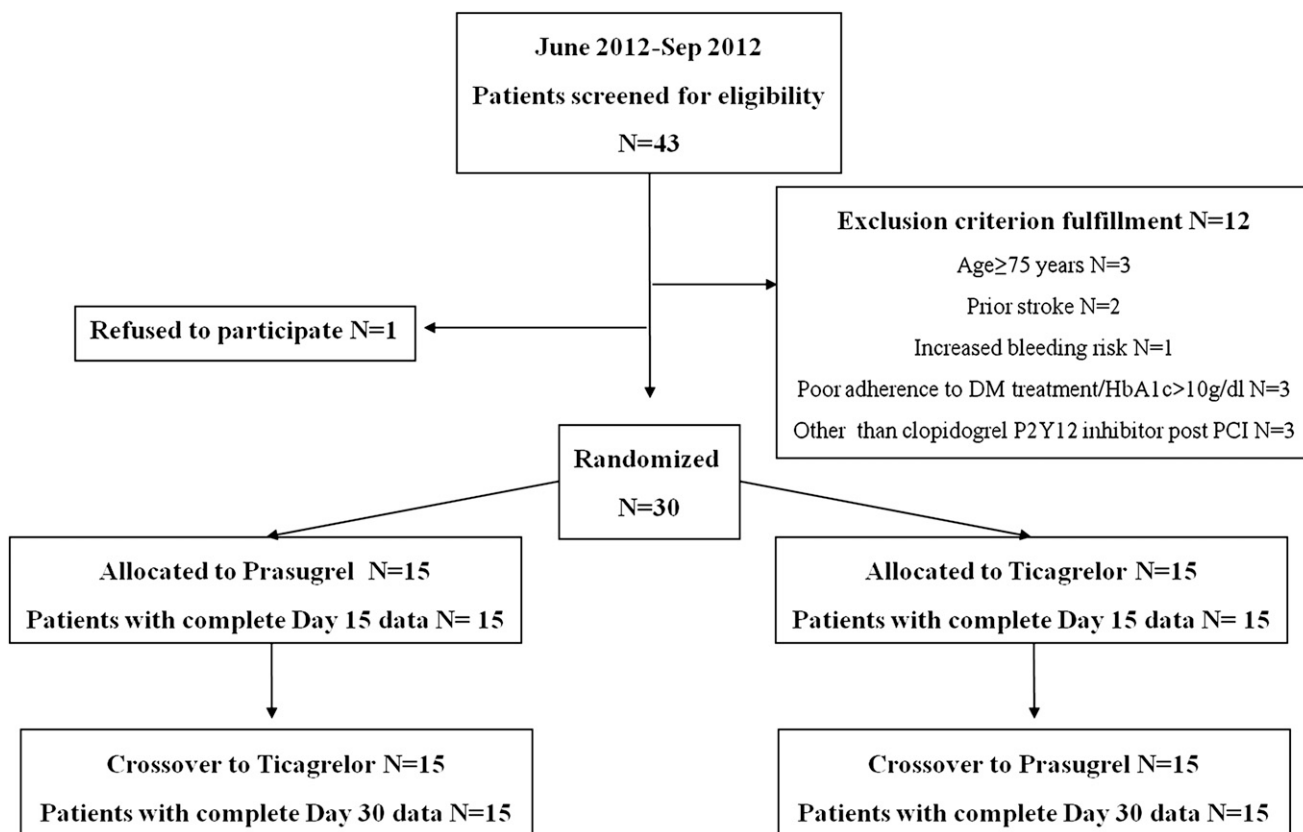 June 2012-Sep 2012
Patients screened for eligibility
N=43
Exclusion criterion fulfillment N=12
Age≥75 years N=3
Prior stroke N=2
Increased bleeding risk N=1
Poor adherence to DM treatment/HbA1c>10g/dl N=3
Other than clopidogrel P2Y12 inhibitor post PCI N=3
Refused to participate N=1
Randomized
N=30
Allocated to Prasugrel N=15
Patients with complete Day 15 data N= 15
Allocated to Ticagrelor N=15
Patients with complete Day 15 data N= 15
Crossover to Ticagrelor N=15
Patients with complete Day 30 data N=15
Crossover to Prasugrel N=15
Patients with complete Day 30 data N=15